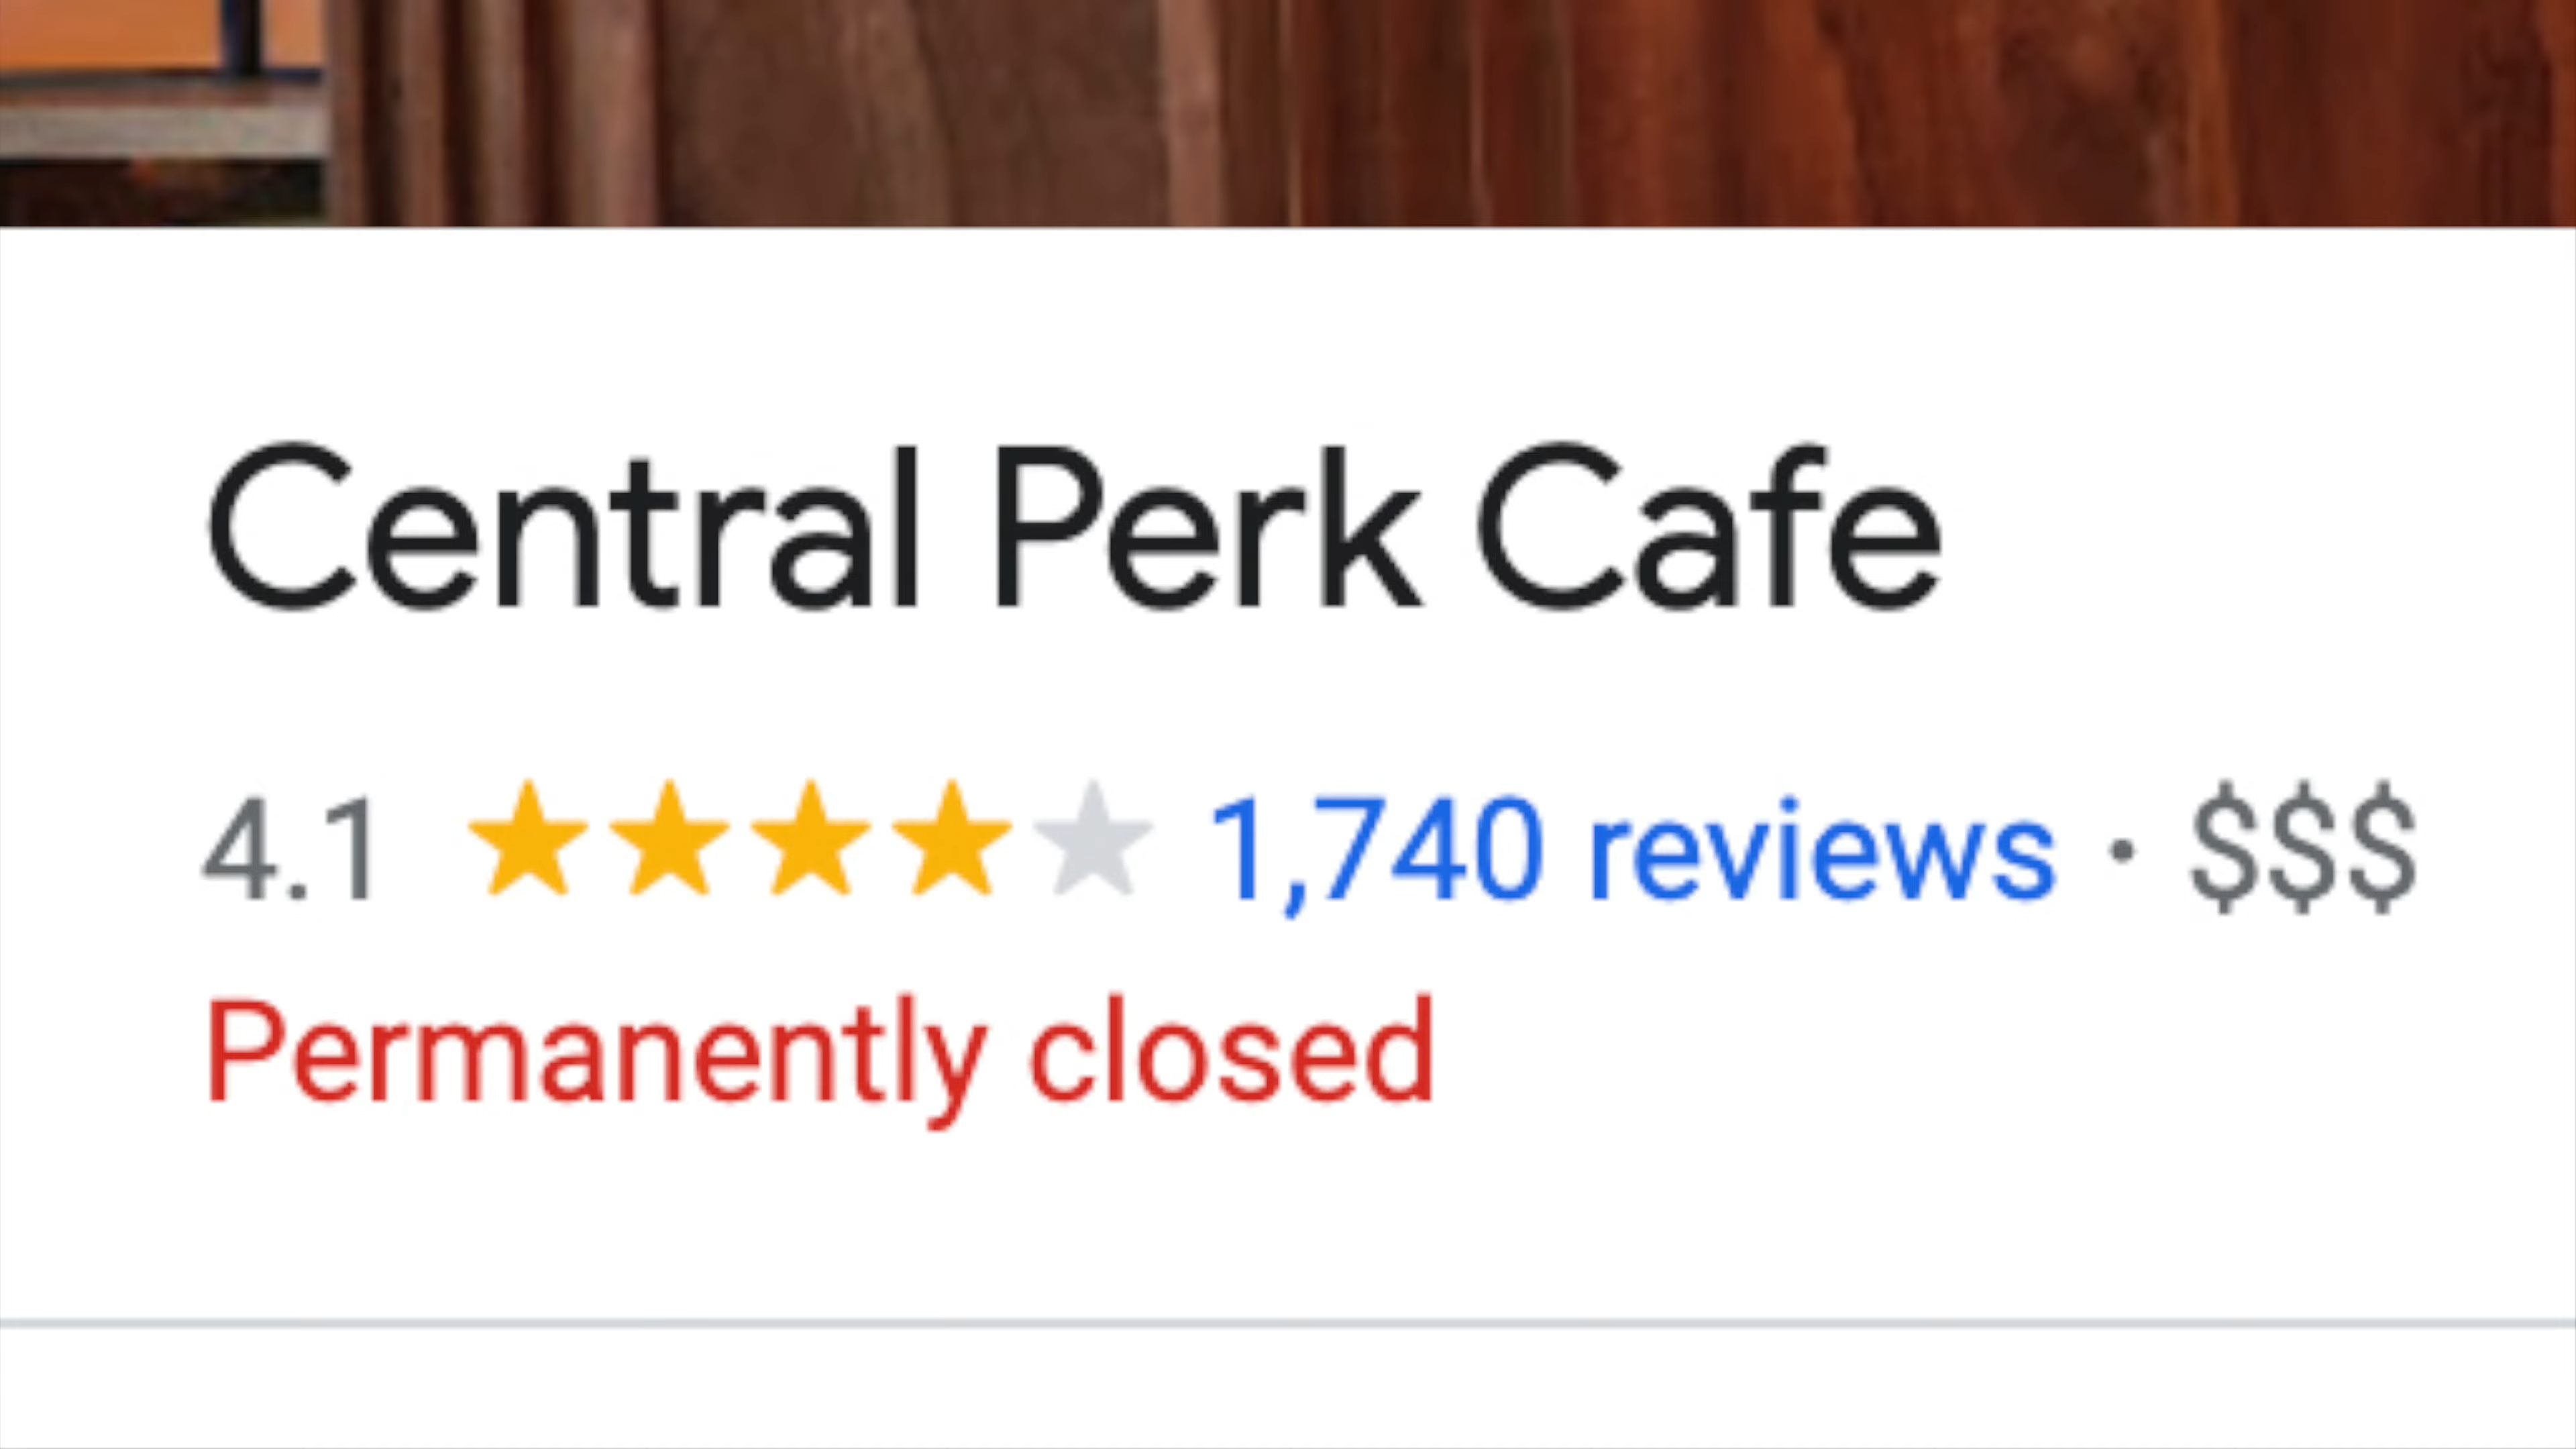 Central Perk Cafe
4.1 ★★★★★ 1,740 reviews · $$$
Permanently closed